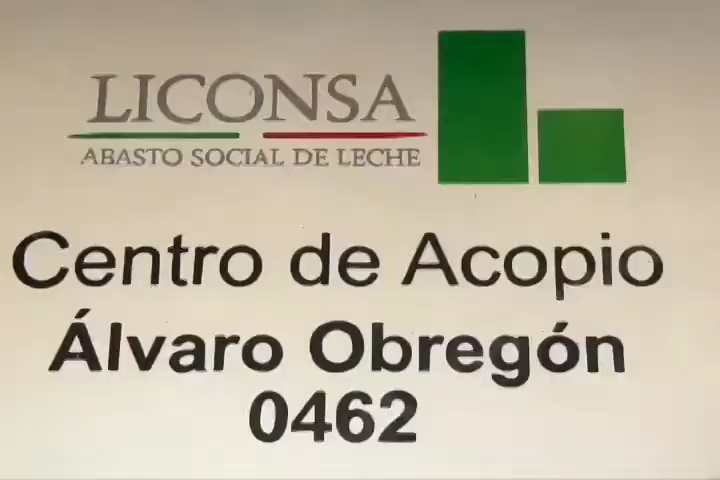 LICONSA
ABASTO SOCIAL DE LECHE
Centro de Acopio
Álvaro Obregón
0462